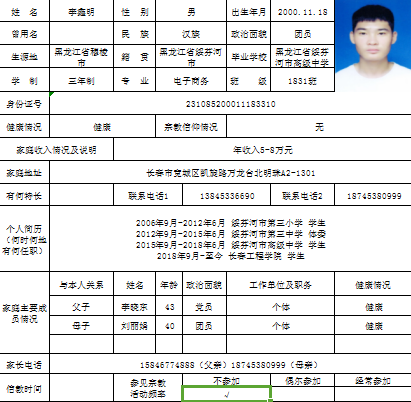 姓 名 李鑫明 性 别 男 出生年月 2000.11.18
曾用名 民 族 汉族 政治面貌 团员
生源地 黑龙江省穆棱市 籍 贯 黑龙江省绥芬河市 毕业学校 黑龙江省绥芬河市高级中学
学 制 三年制 专 业 电子商务 班 级 1831班
身份证号 231085200011183310
健康情况 健康 宗教信仰情况 无
家庭收入情况及说明 年收入5-8万元
家庭地址 长春市宽城区凯旋路万龙台北明珠A2-1301
有何特长 联系电话1 13845336690 联系电话2 18745380999
个人简历
(何时何地
有何任职)
2006年9月-2012年6月 绥芬河市第三小学 学生
2012年9月-2015年6月 绥芬河市第三中学 体委
2015年9月-2018年6月 绥芬河市高级中学 学生
2018年9月-至今 长春工程学院 学生
家庭主要成员情况
与本人关系 姓名 年龄 政治面貌 工作单位及职务 健康情况
父子 李晓东 43 党员 个体 健康
母子 刘丽娟 40 团员 个体 健康
家长电话 15846774888（父亲）18745380999（母亲）
信教时间 参见宗教活动频率 不参加 偶尔参加 经常参加
√